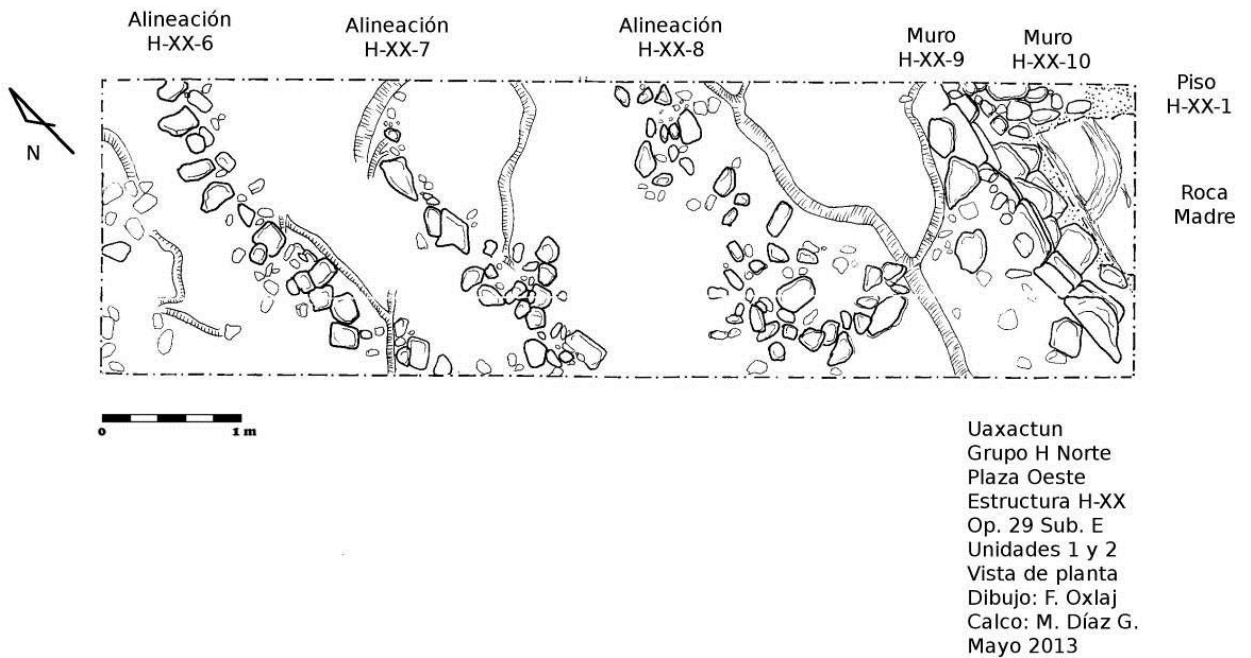 Alineación
H-XX-6
Alineación
H-XX-7
Alineación
H-XX-8
Muro
H-XX-9
Muro
H-XX-10
Piso
H-XX-1
N
Roca
Madre
0 1 m
Uaxactun
Grupo H Norte
Plaza Oeste
Estructura H-XX
Op. 29 Sub. E
Unidades 1 y 2
Vista de planta
Dibujo: F. Oxlaj
Calco: M. Díaz G.
Mayo 2013